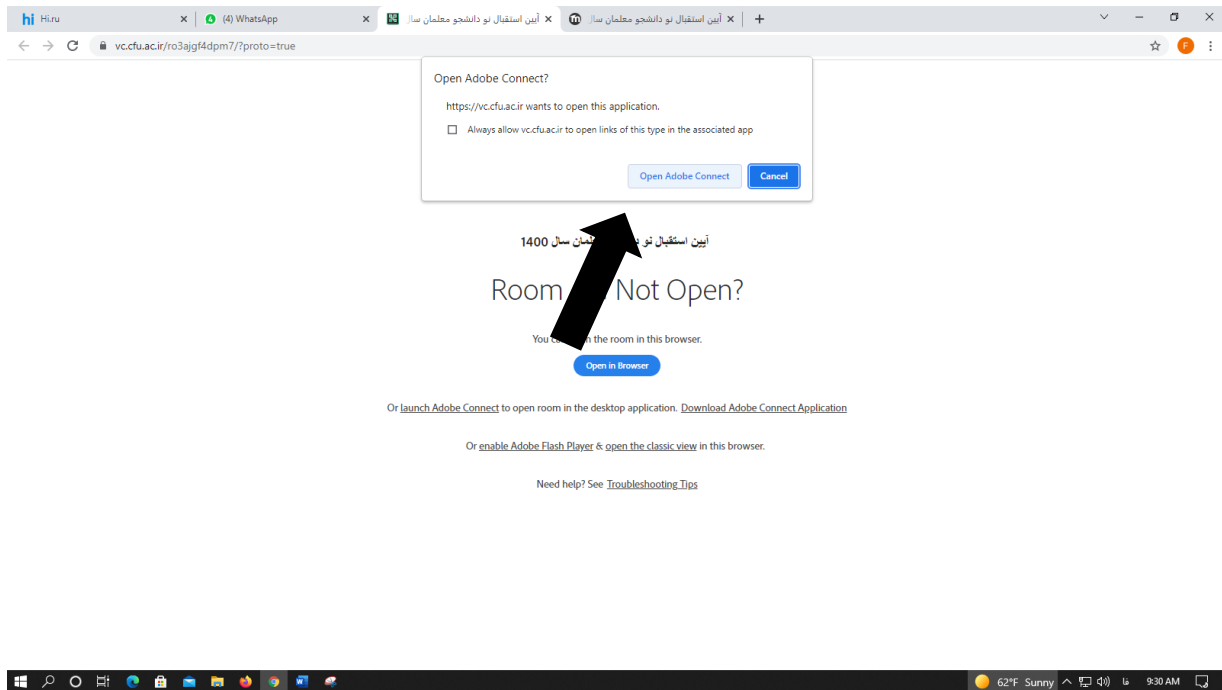 hi Hi.ru
(4) WhatsApp
آیین استقبال نو دانشجو معلمان سال
آیین استقبال نو دانشجو معلمان سال
vc.cfu.ac.ir/ro3ajgf4dpm7/?proto=true
F
Open Adobe Connect?
https://vc.cfu.ac.ir wants to open this application.
Always allow vc.cfu.ac.ir to open links of this type in the associated app
Open Adobe Connect
Cancel
آیین استقبال نو سال 1400
Room Not Open?
You the room in this browser.
Open in Browser
Or launch Adobe Connect to open room in the desktop application. Download Adobe Connect Application
Or enable Adobe Flash Player & open the classic view in this browser.
Need help? See Troubleshooting Tips
62°F Sunny
فا
9:30 AM